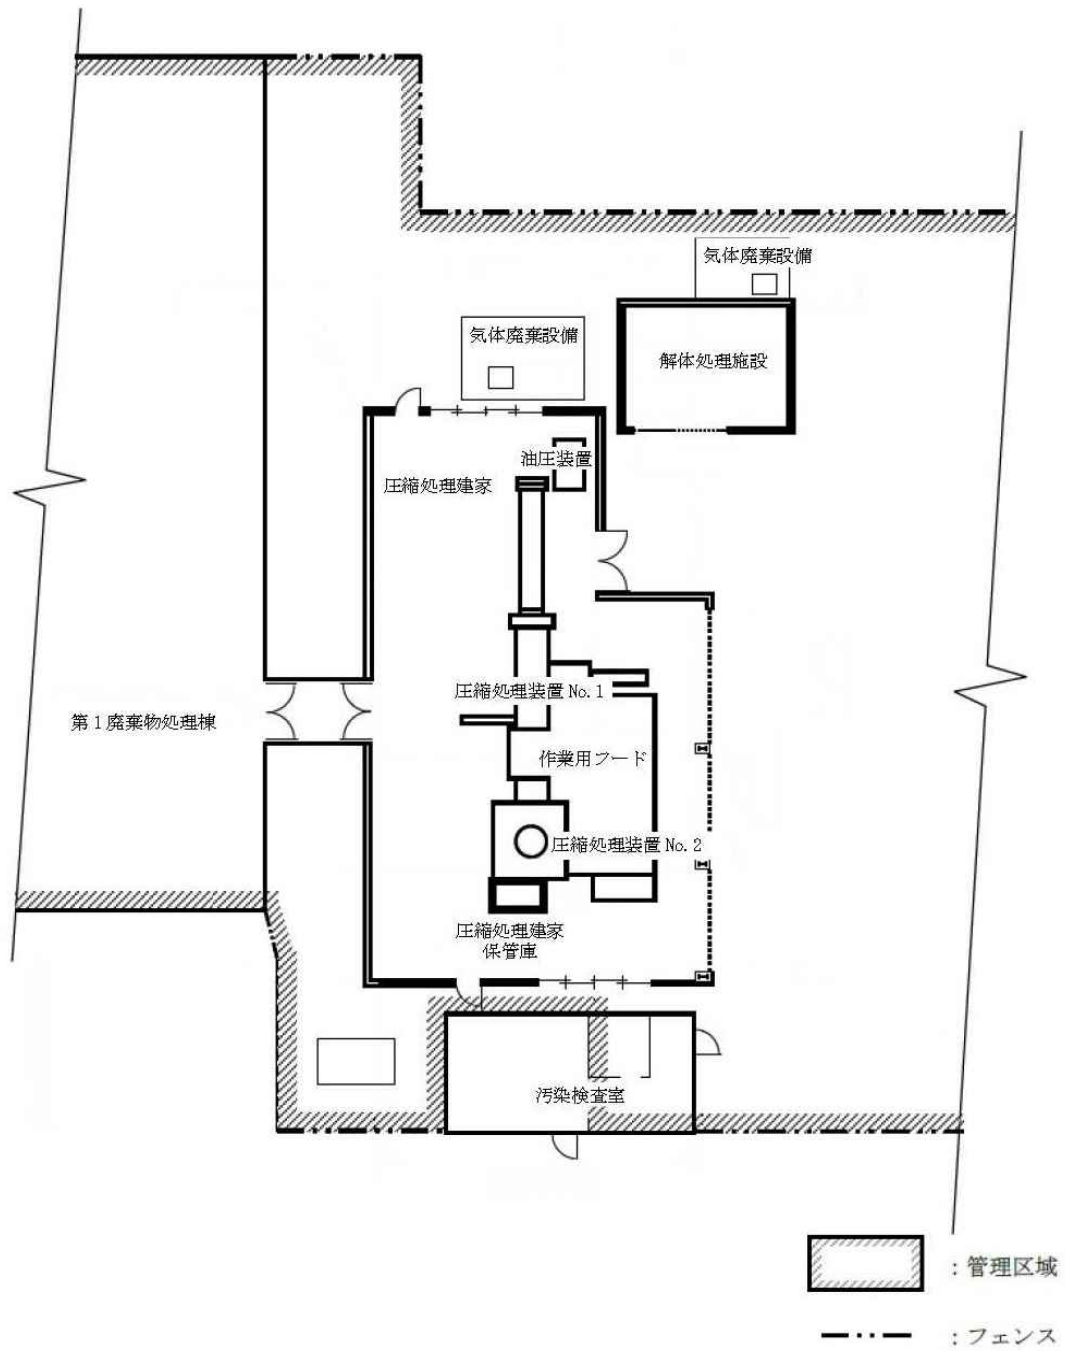 気体廃棄設備
気体廃棄設備
解体処理施設
油圧装置
圧縮処理建家
圧縮処理装置No.1
第1廃棄物処理棟
作業用フード
圧縮処理装置No.2
圧縮処理建家
保管庫
汚染検査室
：管理区域
：フェンス